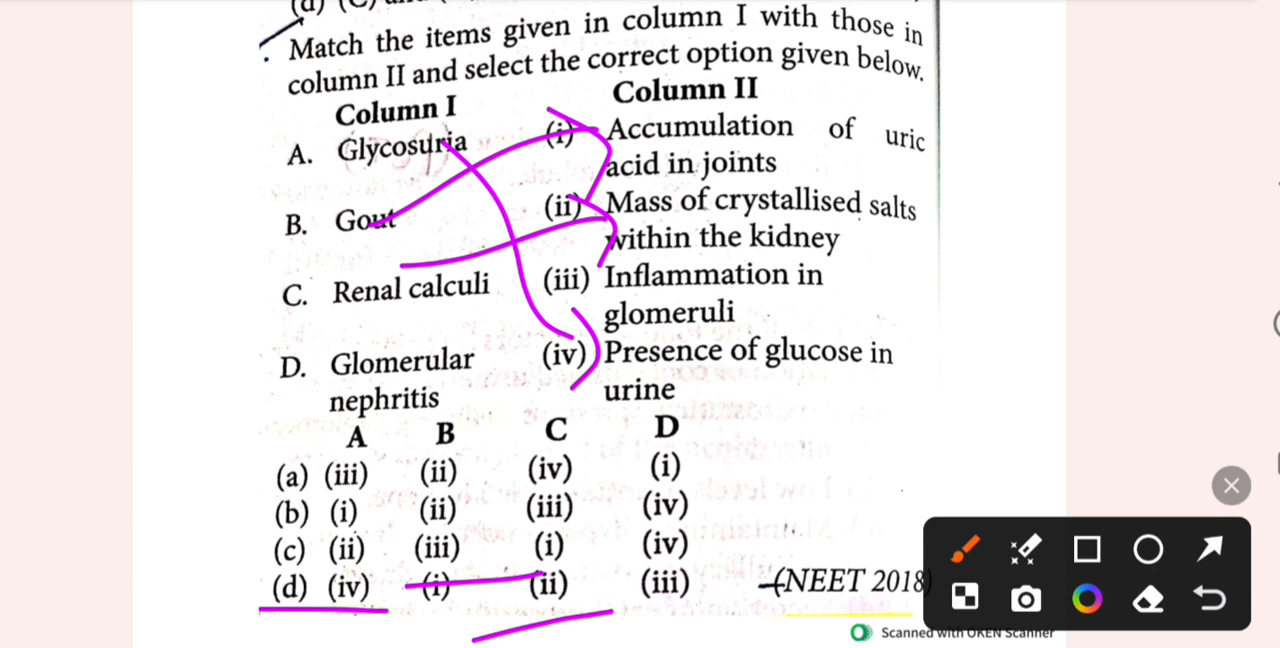 . Match the items given in column I with those in
column II and select the correct option given below.
Column I Column II
A. Glycosuria (i) Accumulation of uric
acid in joints
B. Gout (ii) Mass of crystallised salts
within the kidney
C. Renal calculi (iii) Inflammation in
glomeruli
D. Glomerular (iv) Presence of glucose in
nephritis urine
A B C D
(a) (iii) (ii) (iv) (i)
(b) (i) (ii) (iii) (iv)
(c) (ii) (iii) (i) (iv)
(d) (iv) (i) (ii) (iii) (NEET 2018)
Scanned with OKEN Scanner